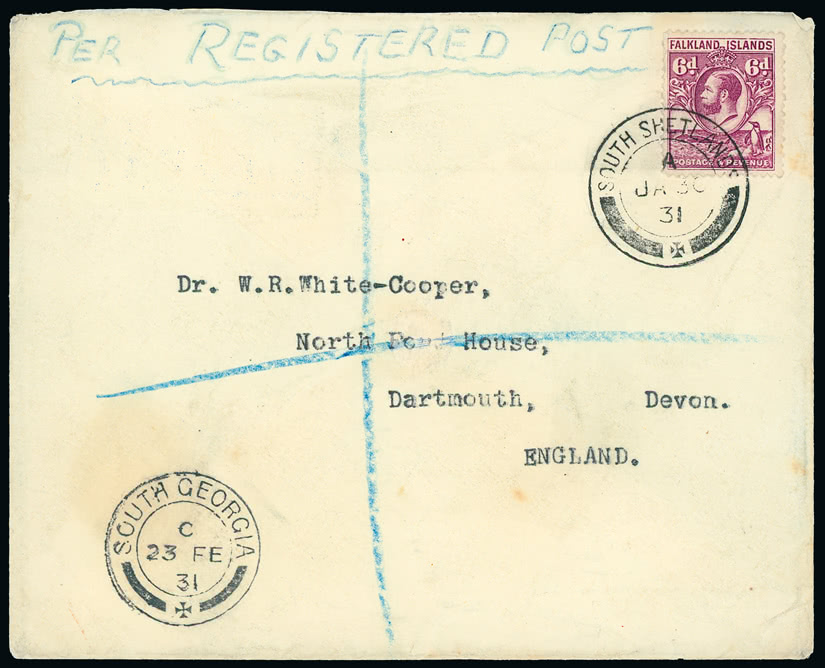 PER REGISTERED POST
FALKLAND ISLANDS
6d 6d
POSTAGE & REVENUE
SOUTH SHETLANDS
A
JA 30
31
Dr. W.R.White-Cooper,
North House,
Dartmouth, Devon.
ENGLAND.
SOUTH GEORGIA
C
23 FE
31